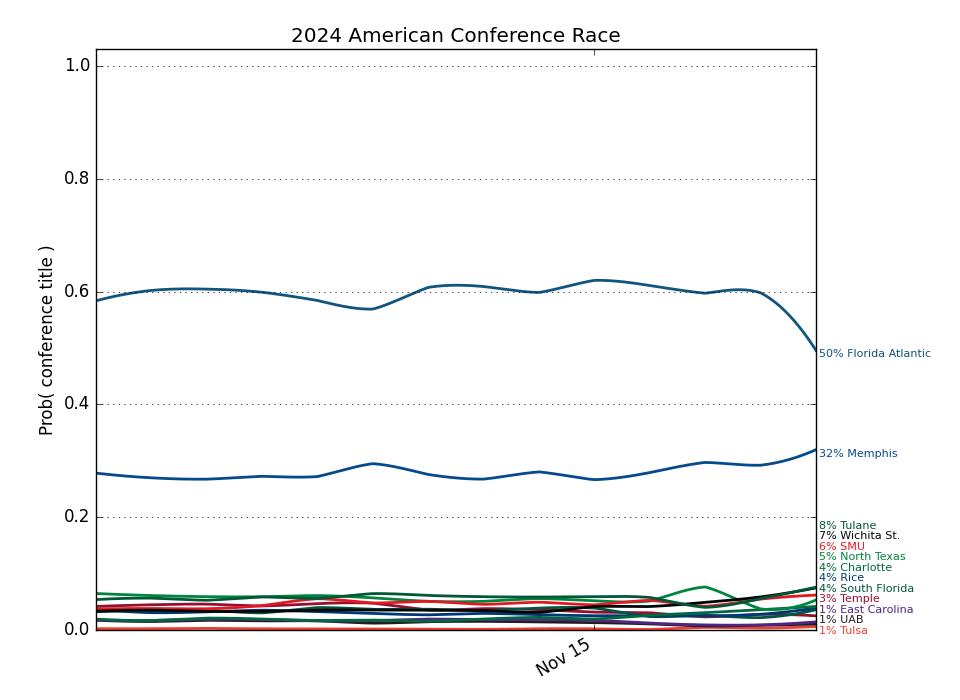 2024 American Conference Race
Prob( conference title )
1.0
0.8
0.6
0.4
0.2
0.0
Nov 15
50% Florida Atlantic
32% Memphis
8% Tulane
7% Wichita St.
6% SMU
5% North Texas
4% Charlotte
4% Rice
4% South Florida
3% Temple
1% East Carolina
1% UAB
1% Tulsa